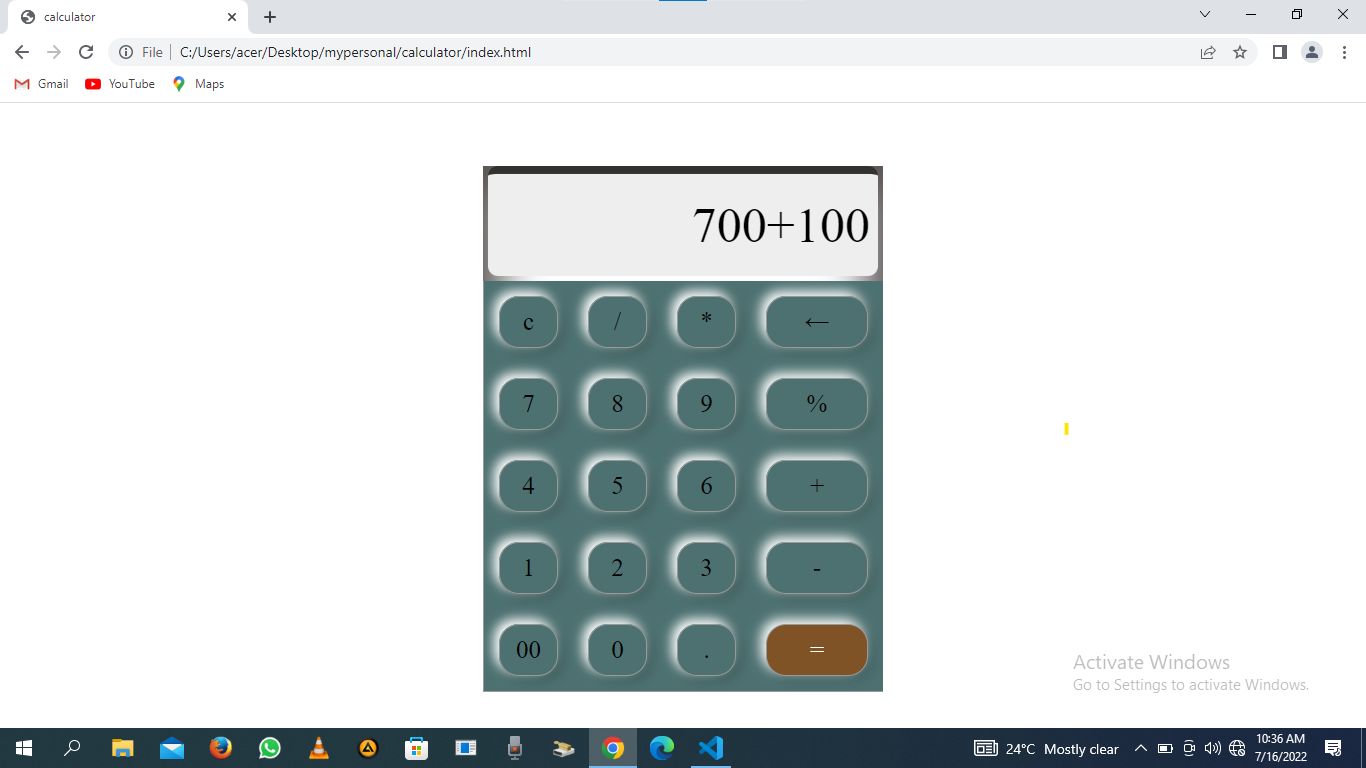 calculator
File
C:/Users/acer/Desktop/mypersonal/calculator/index.html
Gmail YouTube Maps
700+100
c / * ←
7 8 9 %
4 5 6 +
1 2 3 -
00 0 . =
Activate Windows
Go to Settings to activate Windows.
24°C Mostly clear
10:36 AM
7/16/2022